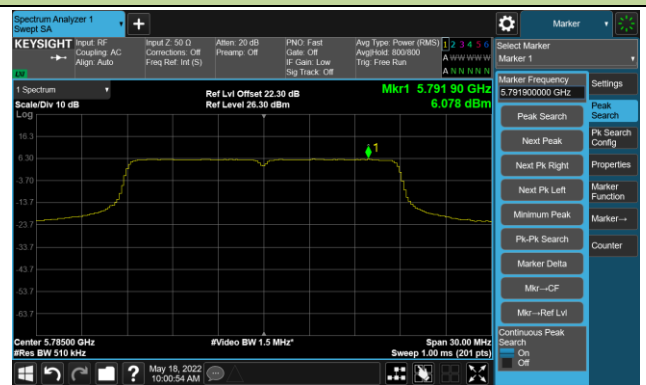 Spectrum Analyzer 1
Swept SA
+
Marker
KEYSIGHT
Input: RF
Coupling: AC
Align: Auto
Input Z: 50 Ω
Corrections: Off
Freq Ref: Int (S)
Atten: 20 dB
Preamp: Off
PNO: Fast
Gate: Off
IF Gain: Low
Sig Track: Off
Avg Type: Power (RMS)
Avg|Hold: 800/800
Trig: Free Run
1 2 3 4 5 6
A W W W W W
A N N N N N
Select Marker
Marker 1
1 Spectrum
Scale/Div 10 dB
Log
Ref Lvl Offset 22.30 dB
Ref Level 26.30 dBm
Mkr1 5.791 90 GHz
6.078 dBm
Marker Frequency
5.791900000 GHz
Settings
Peak Search
Peak
Search
Next Peak
Pk Search
Config
Next Pk Right
Properties
Next Pk Left
Marker
Function
Minimum Peak
Marker→
Pk-Pk Search
Counter
Marker Delta
Mkr→CF
Mkr→Ref Lvl
Continuous Peak
Search
On
Off
1
16.3
6.30
-3.70
-13.7
-23.7
-33.7
-43.7
-53.7
-63.7
Center 5.78500 GHz
#Res BW 510 kHz
#Video BW 1.5 MHz*
Span 30.00 MHz
Sweep 1.00 ms (201 pts)
?
May 18, 2022
10:00:54 AM